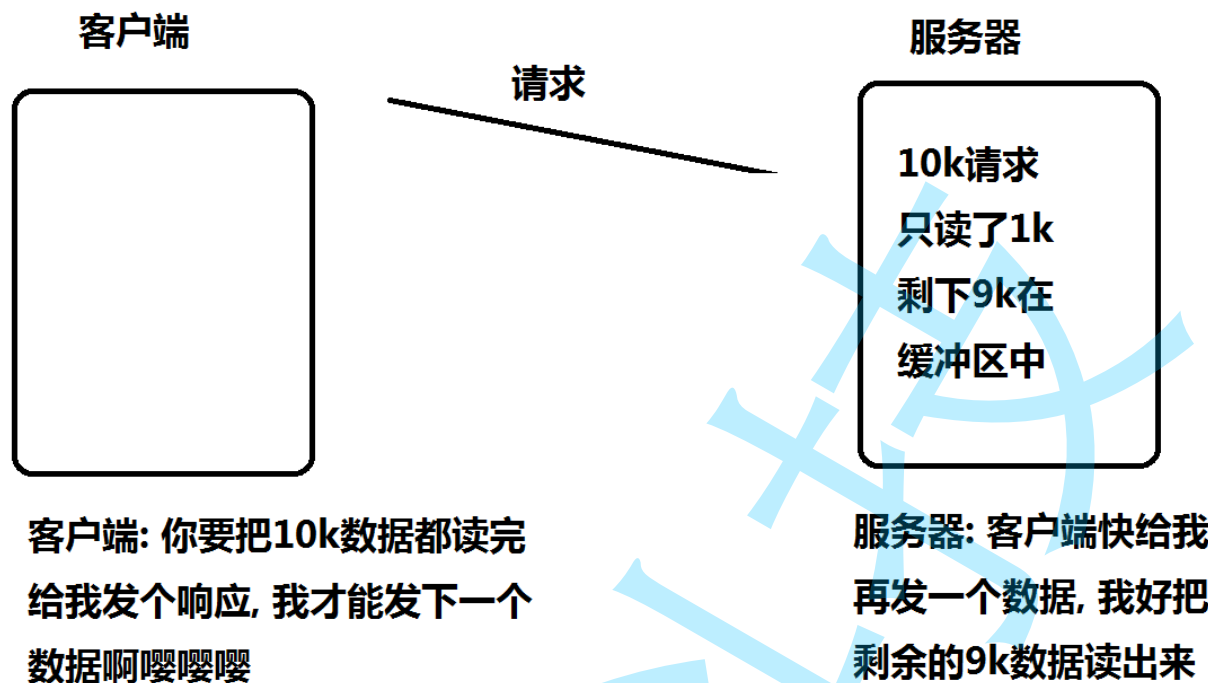 客户端
服务器
请求
10k请求
只读了1k
剩下9k在
缓冲区中
客户端: 你要把10k数据都读完
给我发个响应, 我才能发下一个
数据啊嘤嘤嘤
服务器: 客户端快给我
再发一个数据, 我好把
剩余的9k数据读出来